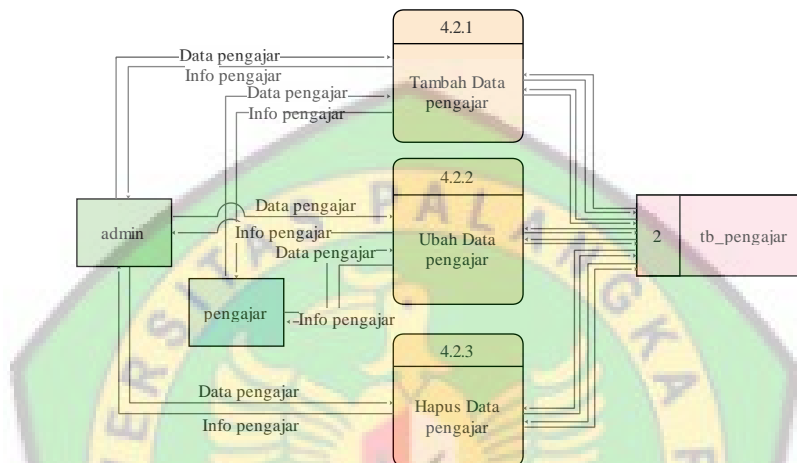 4.2.1
Data pengajar
Info pengajar
Tambah Data
pengajar
Data pengajar
Info pengajar
4.2.2
admin
Data pengajar
Info pengajar
Data pengajar
Ubah Data
pengajar
2
tb_pengajar
pengajar
Info pengajar
4.2.3
Data pengajar
Info pengajar
Hapus Data
pengajar
PALANGKA